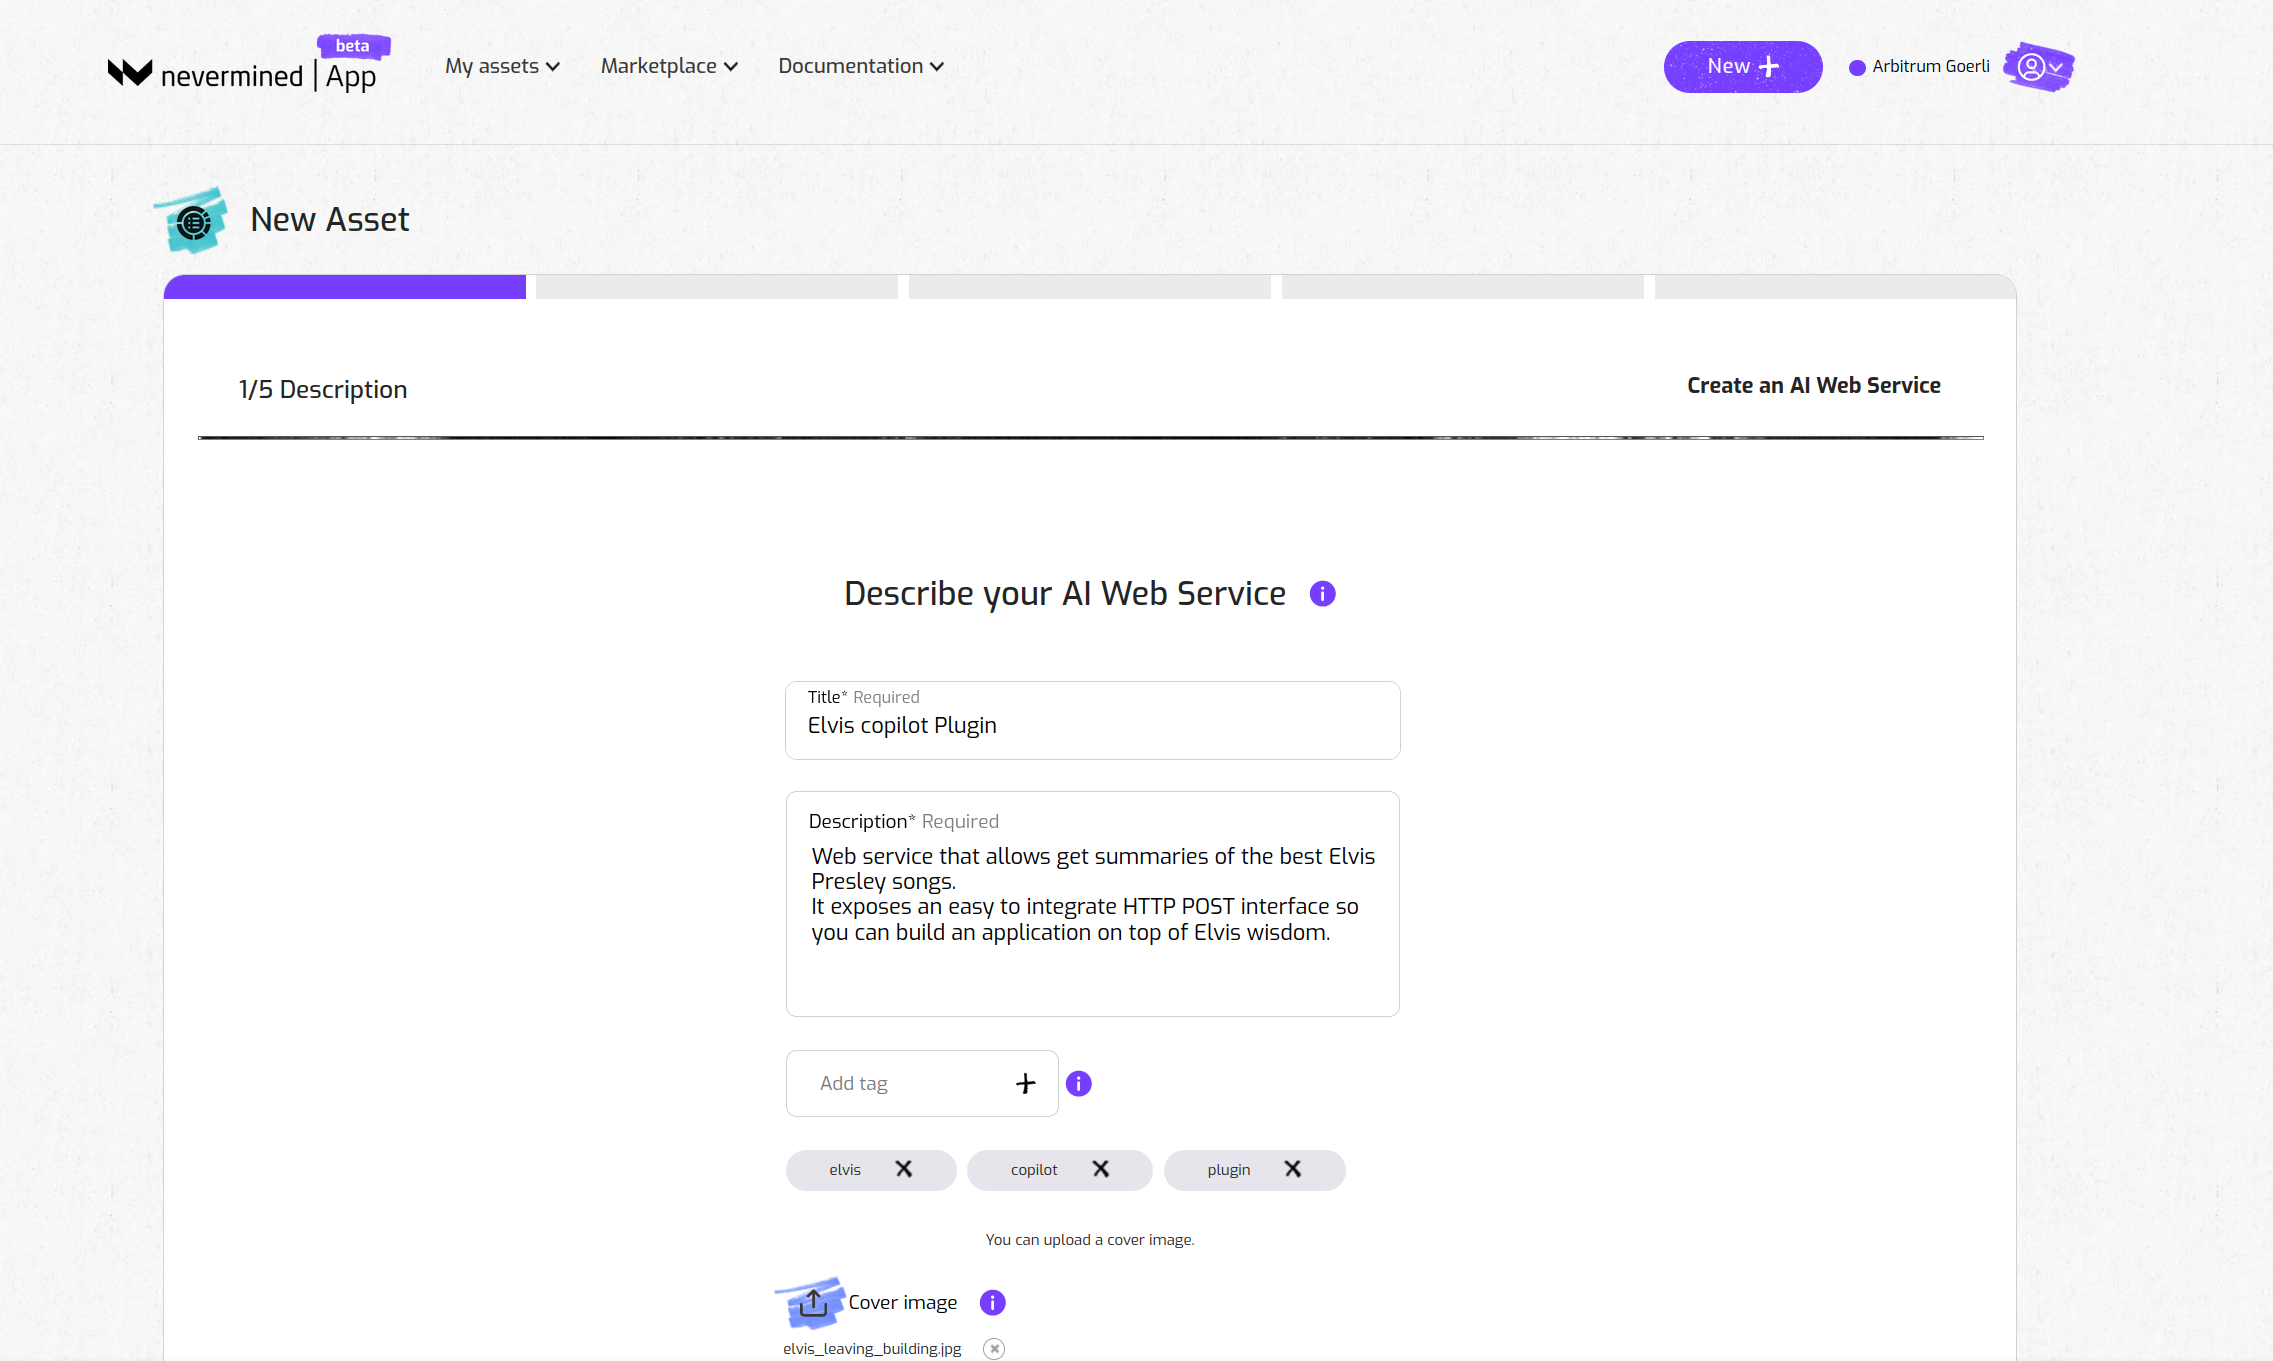 beta
nevermined | App
My assets
Marketplace
Documentation
New
Arbitrum Goerli
New Asset
1/5 Description
Create an AI Web Service
Describe your AI Web Service
Title* Required
Elvis copilot Plugin
Description* Required
Web service that allows get summaries of the best Elvis
Presley songs.
It exposes an easy to integrate HTTP POST interface so
you can build an application on top of Elvis wisdom.
Add tag
elvis
copilot
plugin
You can upload a cover image.
Cover image
elvis_leaving_building.jpg